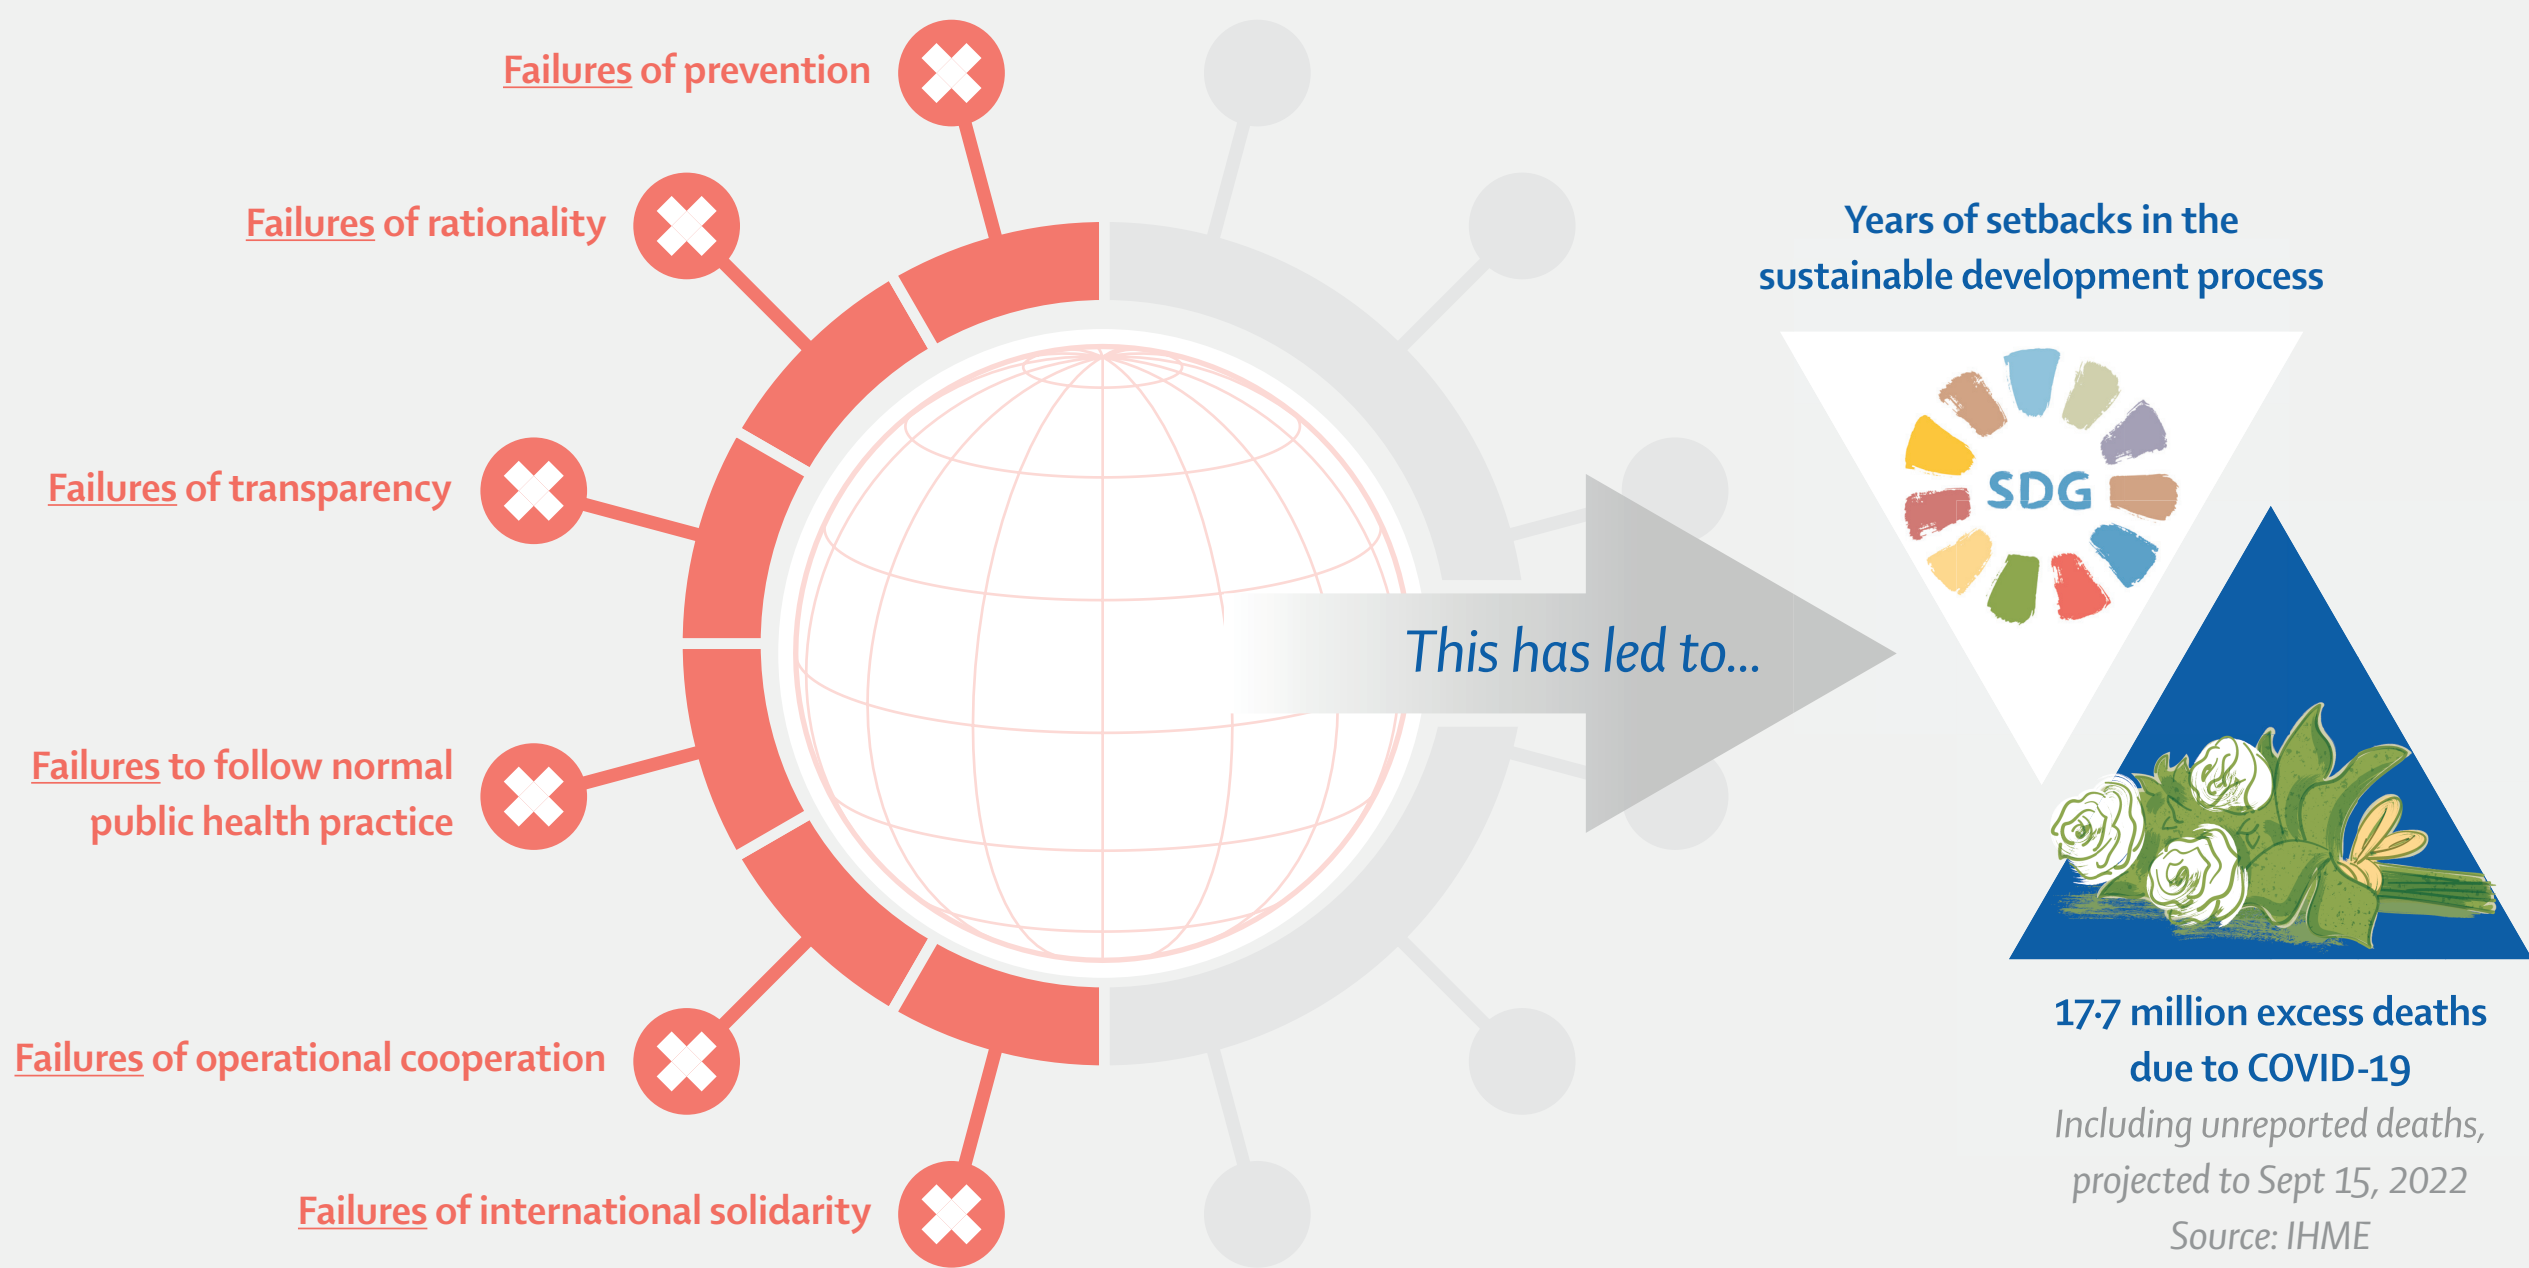 Failures of prevention
Failures of rationality
Failures of transparency
Failures to follow normal
public health practice
Failures of operational cooperation
Failures of international solidarity
This has led to...
Years of setbacks in the
sustainable development process
SDG
17·7 million excess deaths
due to COVID-19
Including unreported deaths,
projected to Sept 15, 2022
Source: IHME